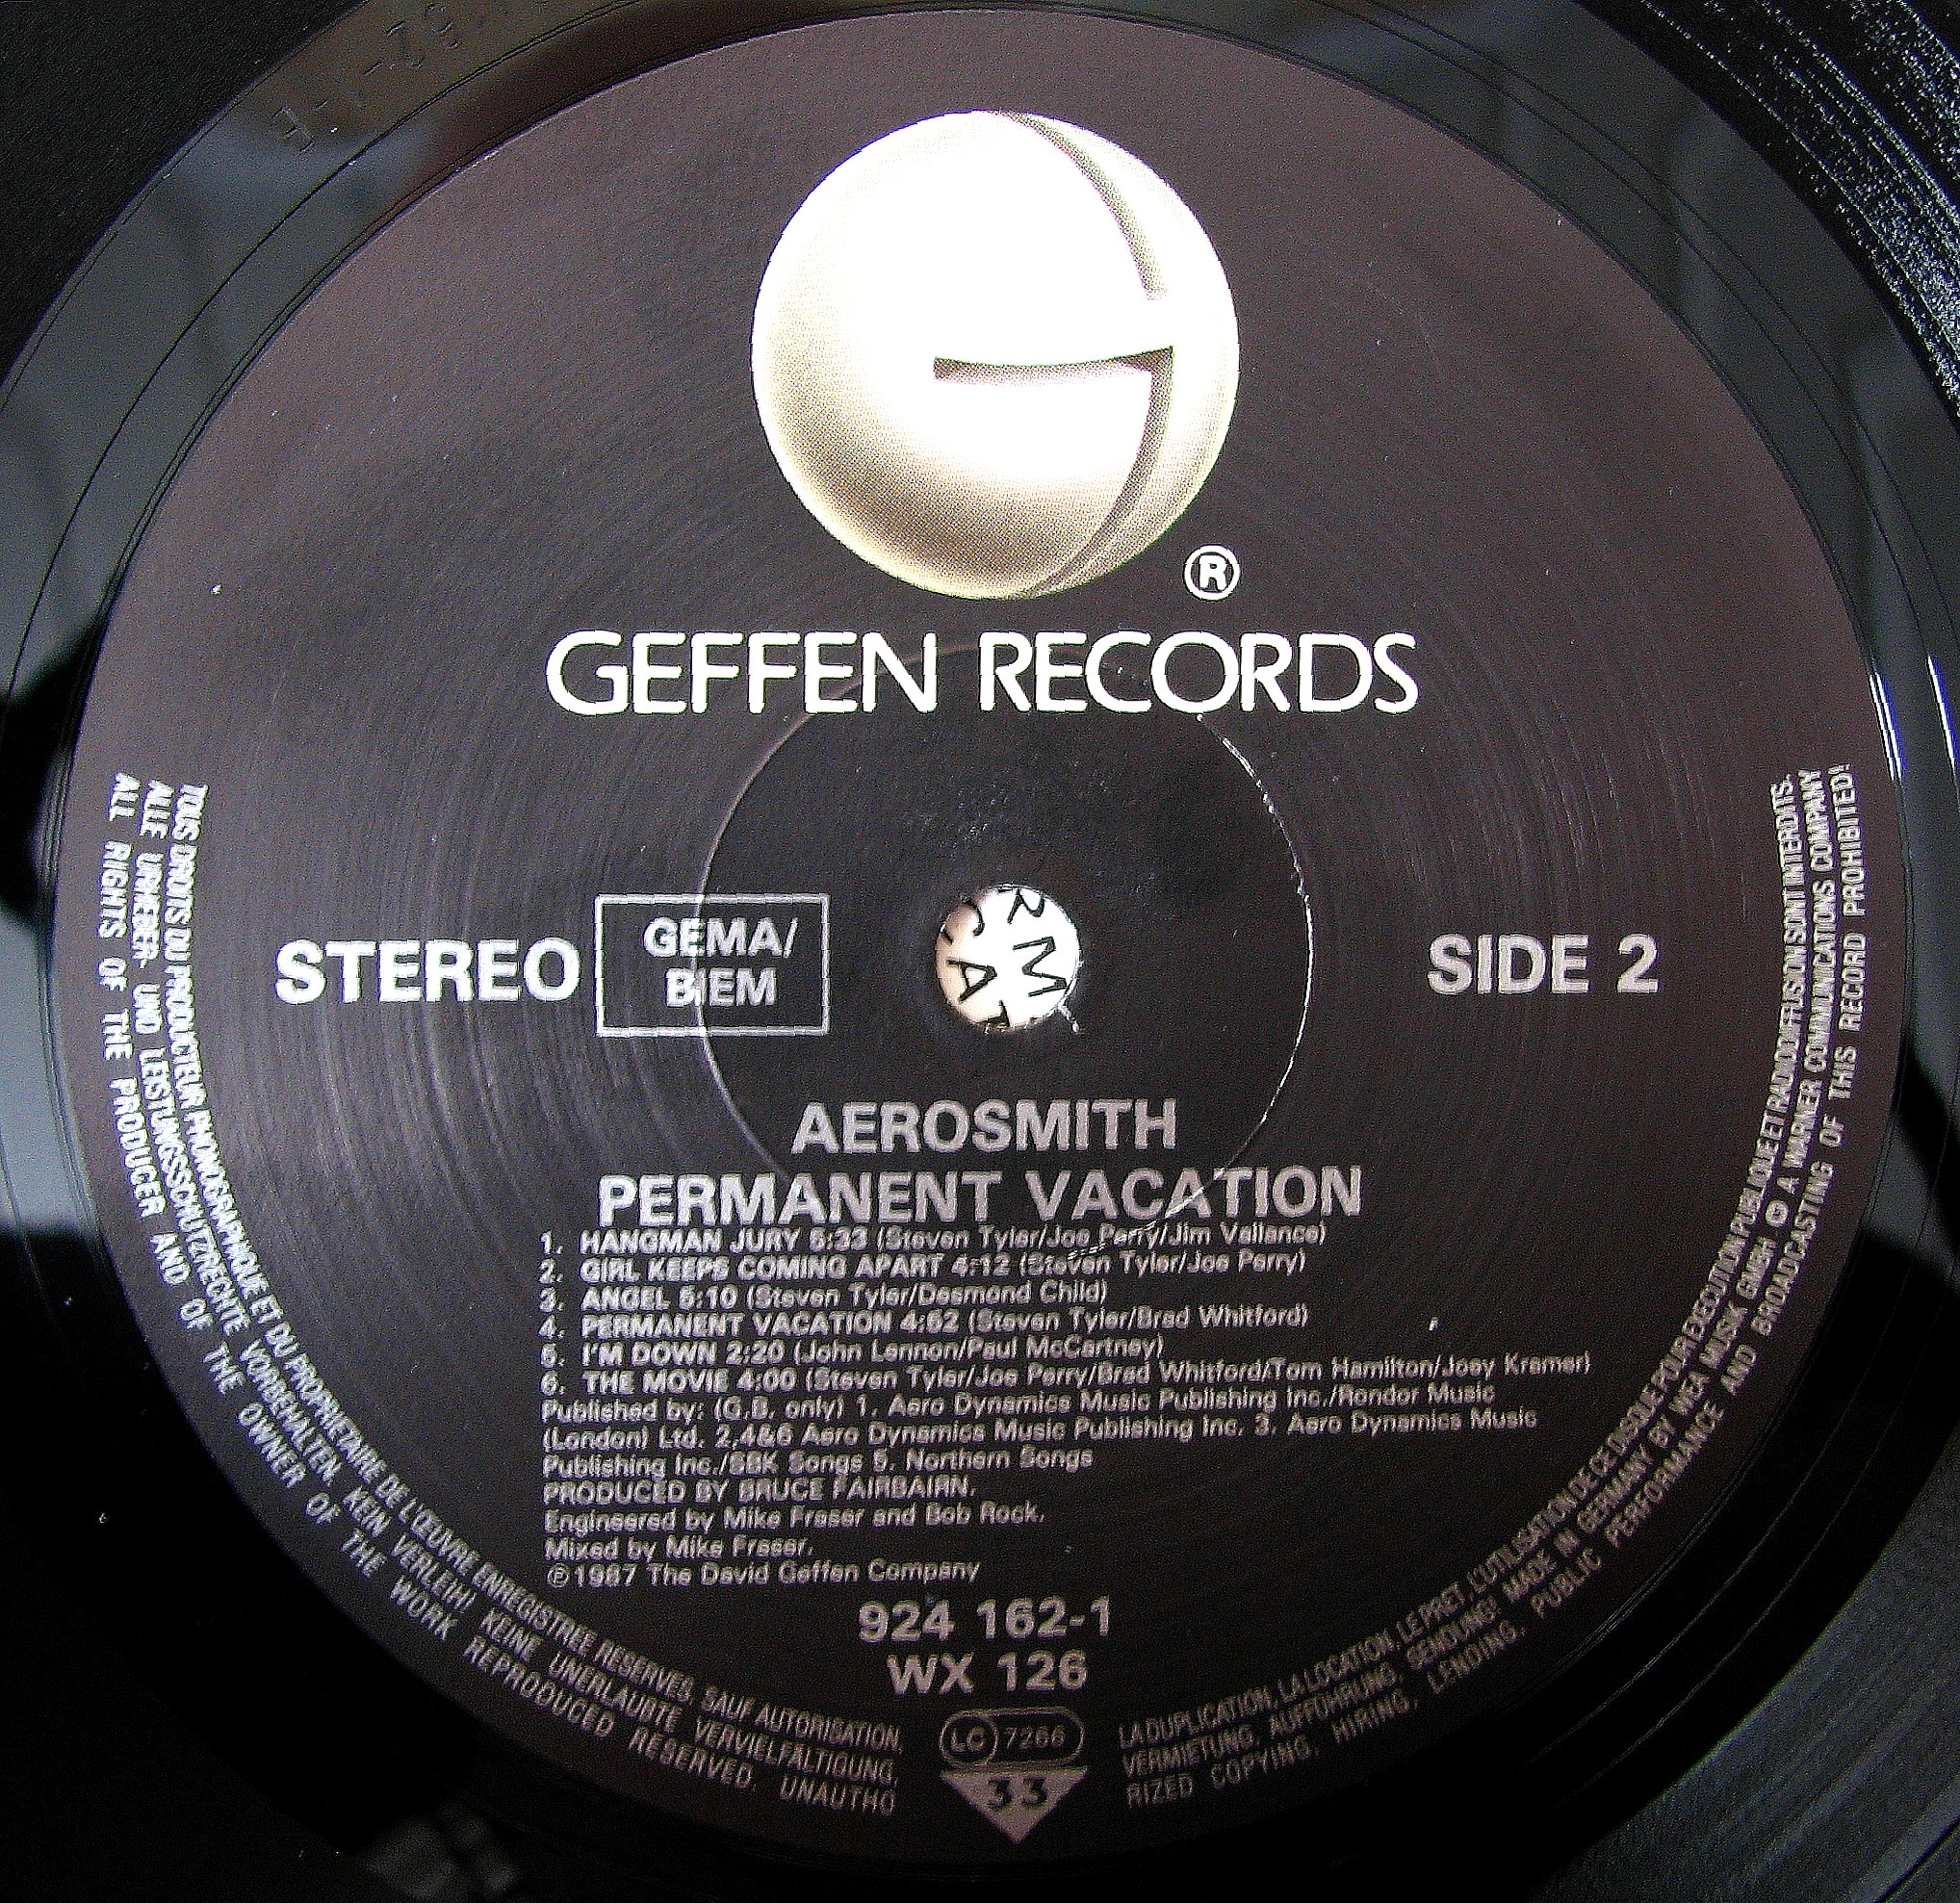 ®
GEFFEN RECORDS
STEREO
GEMA/
BIEM
SIDE 2
AEROSMITH
PERMANENT VACATION
1. HANGMAN JURY 5:33 (Steven Tyler/Joe Perry/Jim Vallance)
2. GIRL KEEPS COMING APART 4:12 (Steven Tyler/Joe Perry)
3. ANGEL 5:10 (Steven Tyler/Desmond Child)
4. PERMANENT VACATION 4:52 (Steven Tyler/Brad Whitford)
5. I'M DOWN 2:20 (John Lennon/Paul McCartney)
6. THE MOVIE 4:00 (Steven Tyler/Joe Perry/Brad Whitford/Tom Hamilton/Joey Kramer)
Published by: (G.B. only) 1. Aero Dynamics Music Publishing Inc./Rondor Music
(London) Ltd. 2,4&6 Aero Dynamics Music Publishing Inc. 3. Aero Dynamics Music
Publishing Inc./SBK Songs 5. Northern Songs
PRODUCED BY BRUCE FAIRBAIRN.
Engineered by Mike Fraser and Bob Rock.
Mixed by Mike Fraser.
℗1987 The David Geffen Company
924 162-1
WX 126
LC 7266
33
TOUS DROITS DU PRODUCTEUR PHONOGRAPHIQUE ET DU PROPRIETAIRE DE L'ŒUVRE ENREGISTREE RESERVES. SAUF AUTORISATION, LA DUPLICATION, LA LOCATION, LE PRET, L'UTILISATION DE CE DISQUE POUR EXECUTION PUBLIQUE ET RADIODIFFUSION SONT INTERDITS.
ALLE URHEBER- UND LEISTUNGSSCHUTZRECHTE VORBEHALTEN. KEIN VERLEIH! KEINE UNERLAUBTE VERVIELFÄLTIGUNG, VERMIETUNG, AUFFÜHRUNG, SENDUNG! MADE IN GERMANY BY WEA MUSIK GMBH A WARNER COMMUNICATIONS COMPANY
ALL RIGHTS OF THE PRODUCER AND OF THE OWNER OF THE WORK REPRODUCED RESERVED. UNAUTHORIZED COPYING, HIRING, LENDING, PUBLIC PERFORMANCE AND BROADCASTING OF THIS RECORD PROHIBITED!